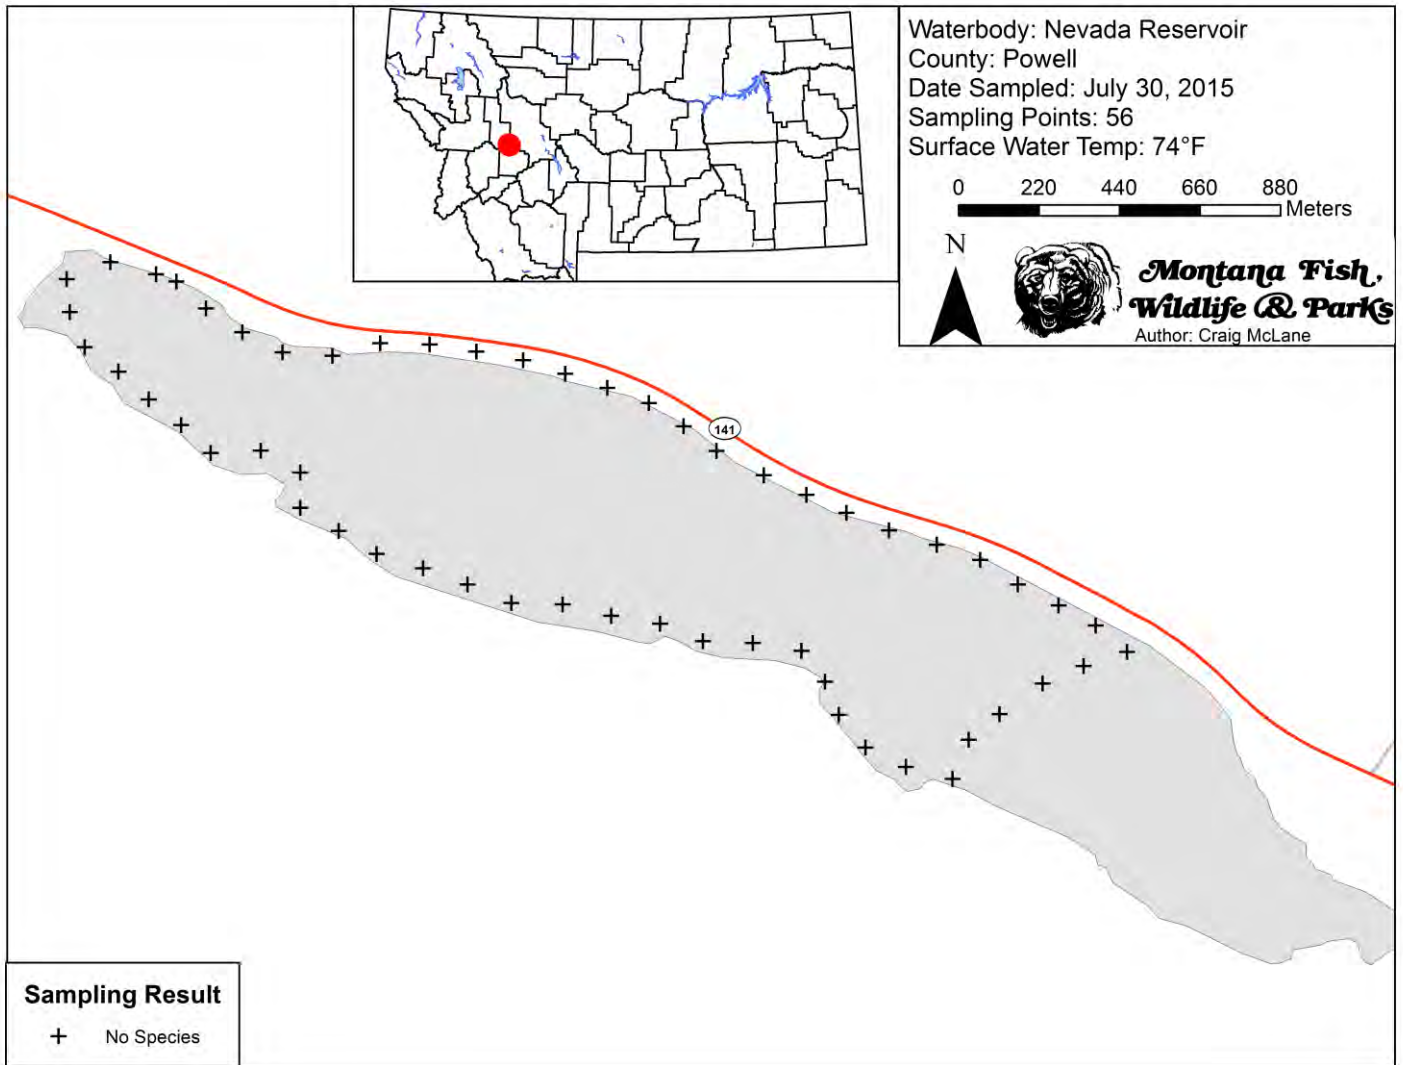 Waterbody: Nevada Reservoir
County: Powell
Date Sampled: July 30, 2015
Sampling Points: 56
Surface Water Temp: 74°F
0 220 440 660 880
Meters
N
Montana Fish,
Wildlife & Parks
Author: Craig McLane
141
Sampling Result
No Species